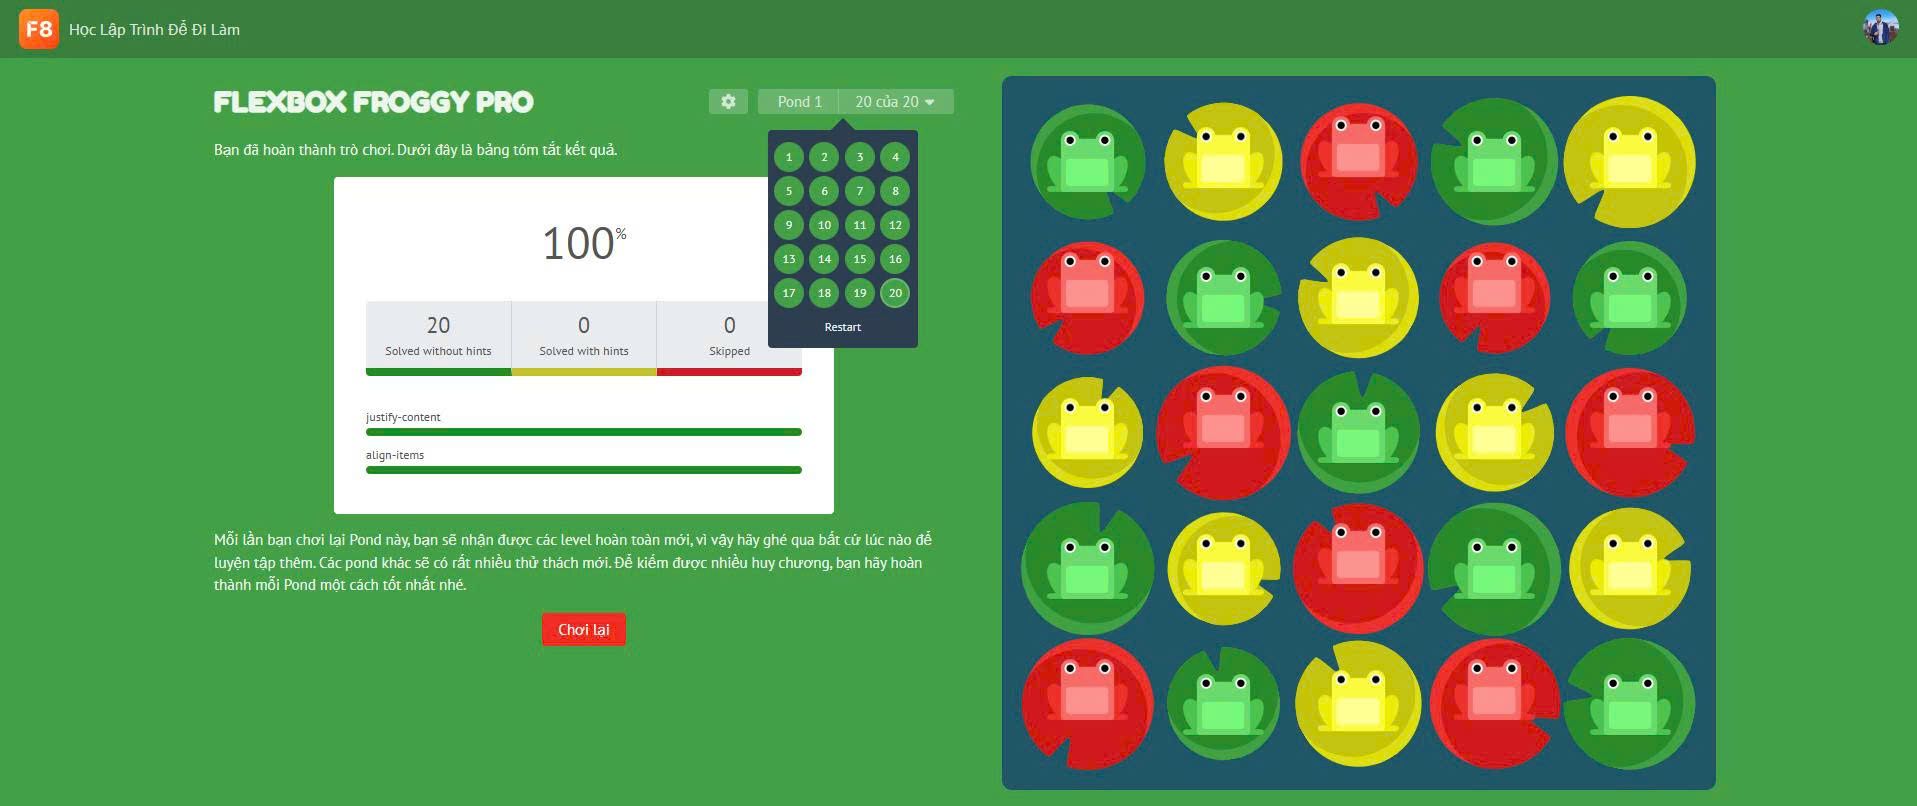 F8 Học Lập Trình Để Đi Làm
FLEXBOX FROGGY PRO
Pond 1 20 của 20
Bạn đã hoàn thành trò chơi. Dưới đây là bảng tóm tắt kết quả.
1 2 3 4
5 6 7 8
9 10 11 12
13 14 15 16
17 18 19 20
Restart
100%
20 0 0
Solved without hints Solved with hints Skipped
justify-content
align-items
Mỗi lần bạn chơi lại Pond này, bạn sẽ nhận được các level hoàn toàn mới, vì vậy hãy ghé qua bất cứ lúc nào để
luyện tập thêm. Các pond khác sẽ có rất nhiều thử thách mới. Để kiếm được nhiều huy chương, bạn hãy hoàn
thành mỗi Pond một cách tốt nhất nhé.
Chơi lại